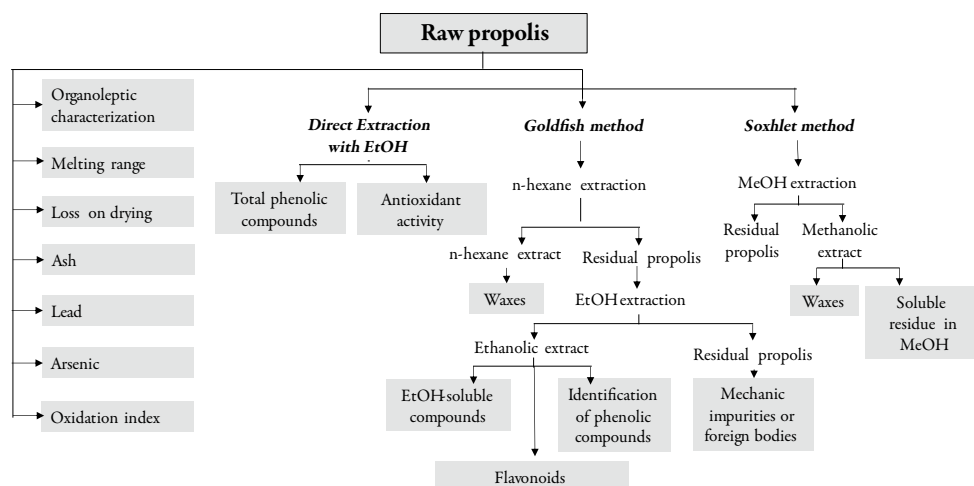 Raw propolis
Organoleptic
characterization
Melting range
Loss on drying
Ash
Lead
Arsenic
Oxidation index
Direct Extraction
with EtOH
Total phenolic
compounds
Antioxidant
activity
Goldfish method
n-hexane extraction
n-hexane extract
Waxes
Residual propolis
EtOH extraction
Ethanolic extract
EtOH-soluble
compounds
Flavonoids
Identification
of phenolic
compounds
Residual propolis
Mechanic
impurities or
foreign bodies
Soxhlet method
MeOH extraction
Residual
propolis
Methanolic
extract
Waxes
Soluble
residue in
MeOH